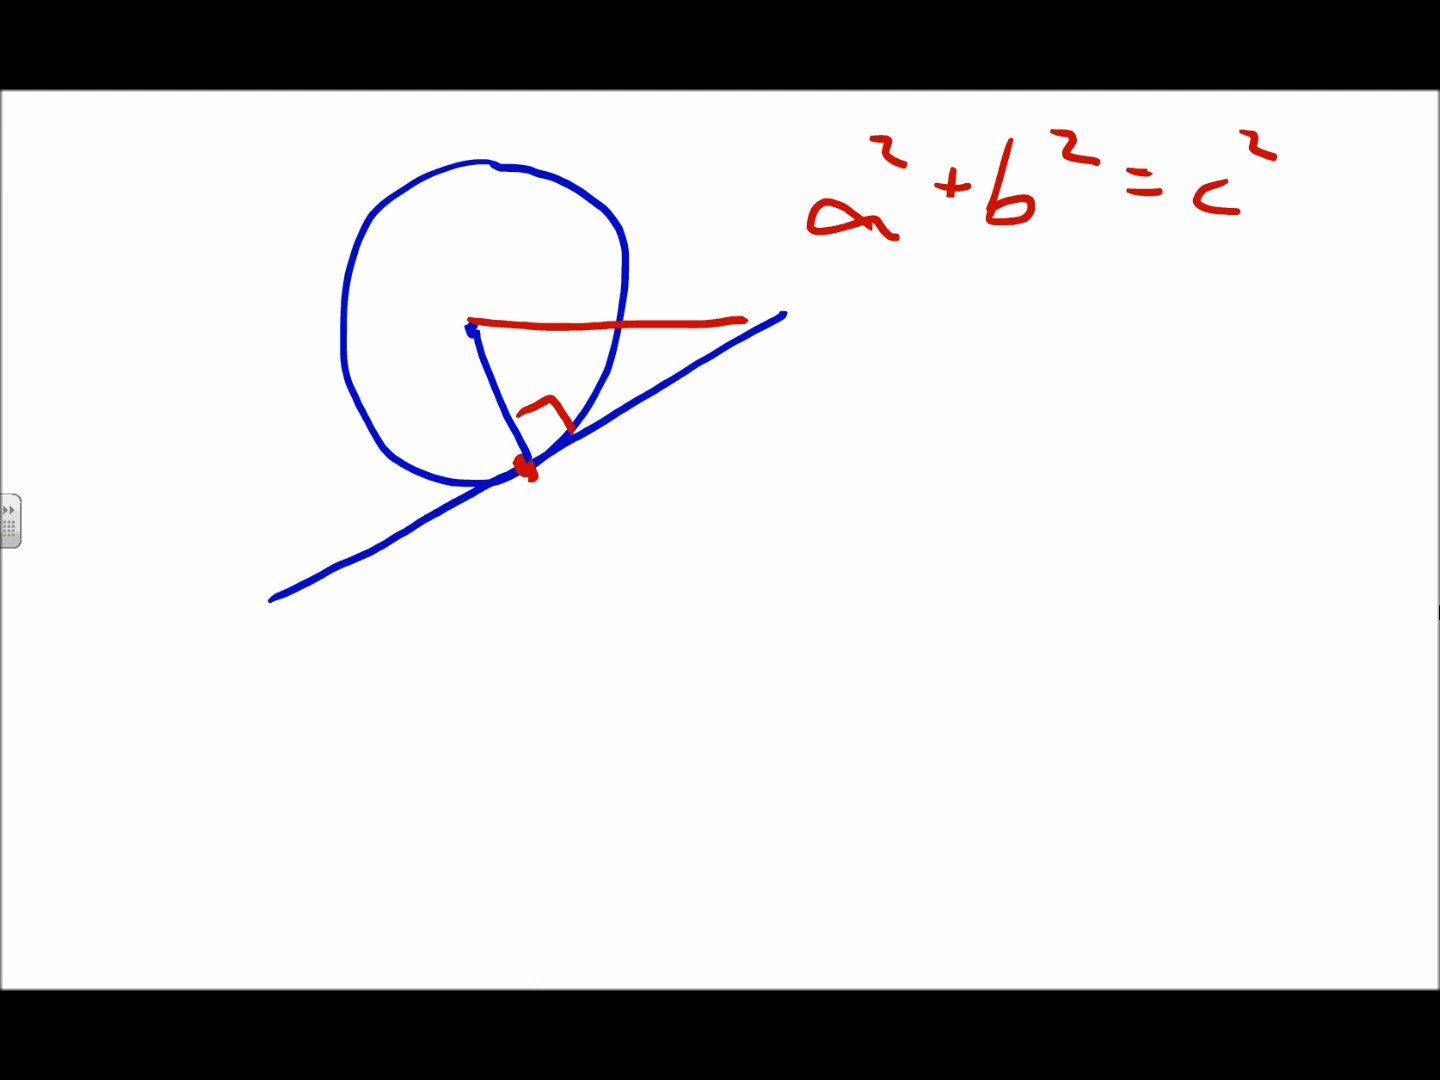 a² + b² = c²